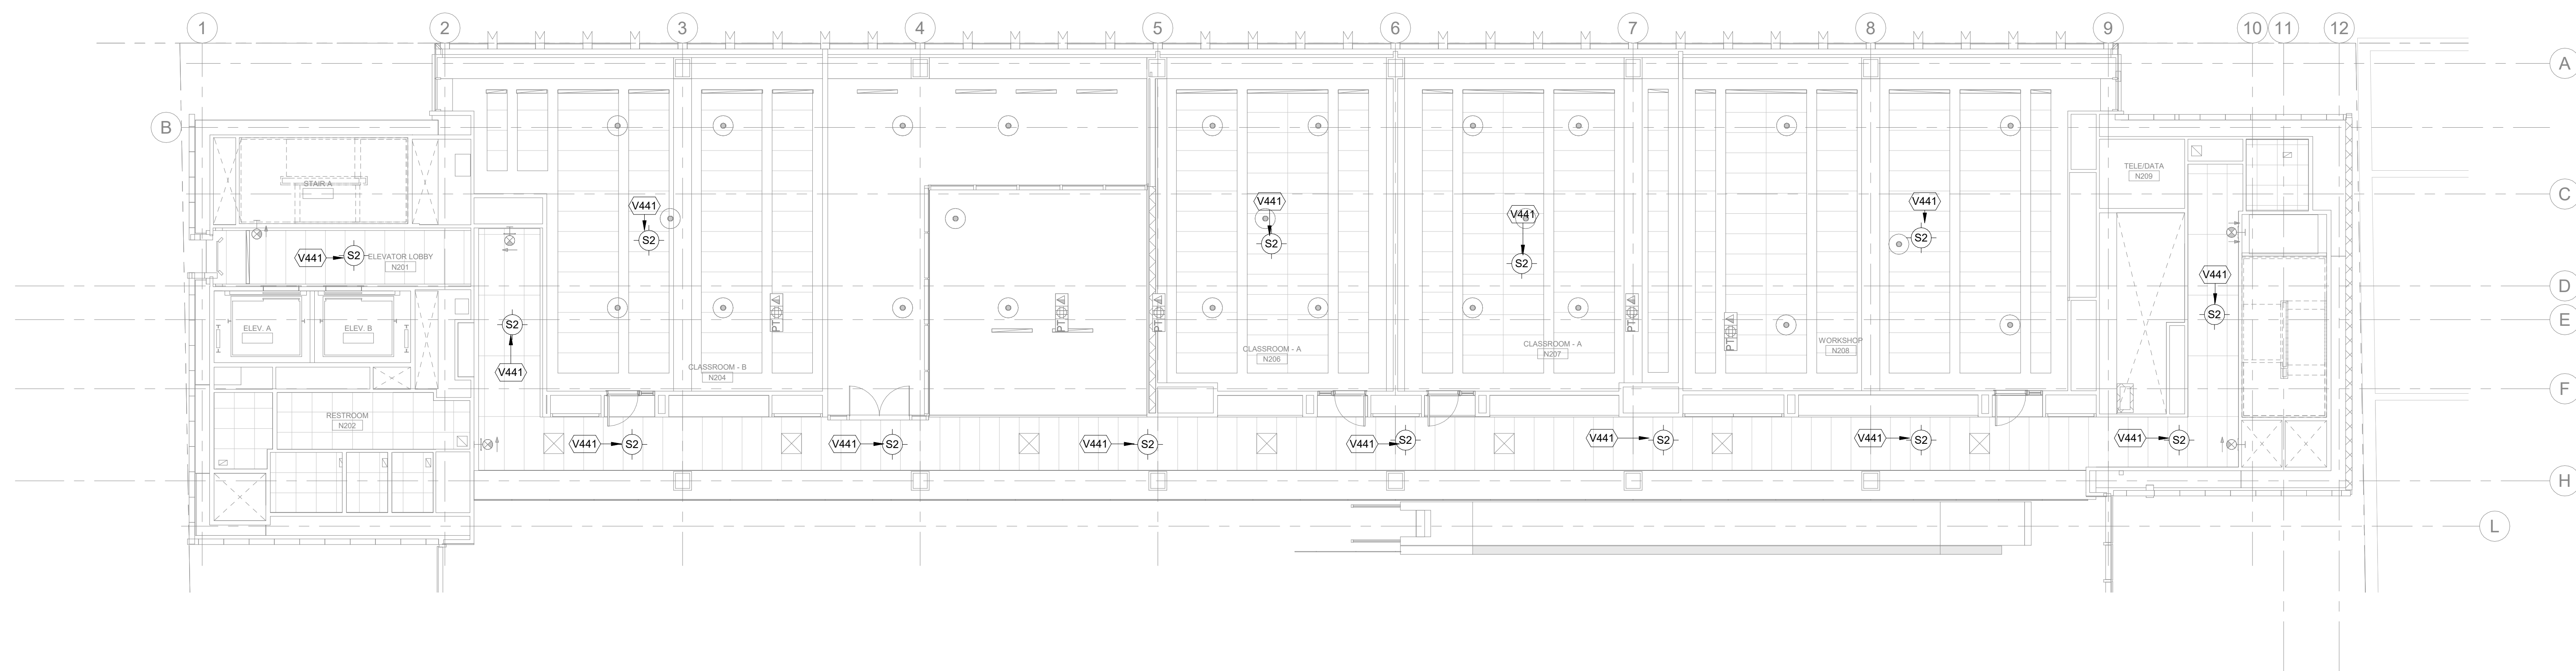 1 2 3 4 5 6 7 8 9 10 11 12
A
B
TELE/DATA
N209
STAIR A
C
V441
V441
V441
V441
S2
S2
S2
S2
V441
S2
ELEVATOR LOBBY
N201
V441
S2
D
PT
PT
PT
PT
PT
E
S2
V441
ELEV. A
ELEV. B
CLASSROOM - A
N206
CLASSROOM - A
N207
WORKSHOP
N208
CLASSROOM - B
N204
F
RESTROOM
N202
V441 S2
V441 S2
V441 S2
V441 S2
V441 S2
V441 S2
V441 S2
H
L